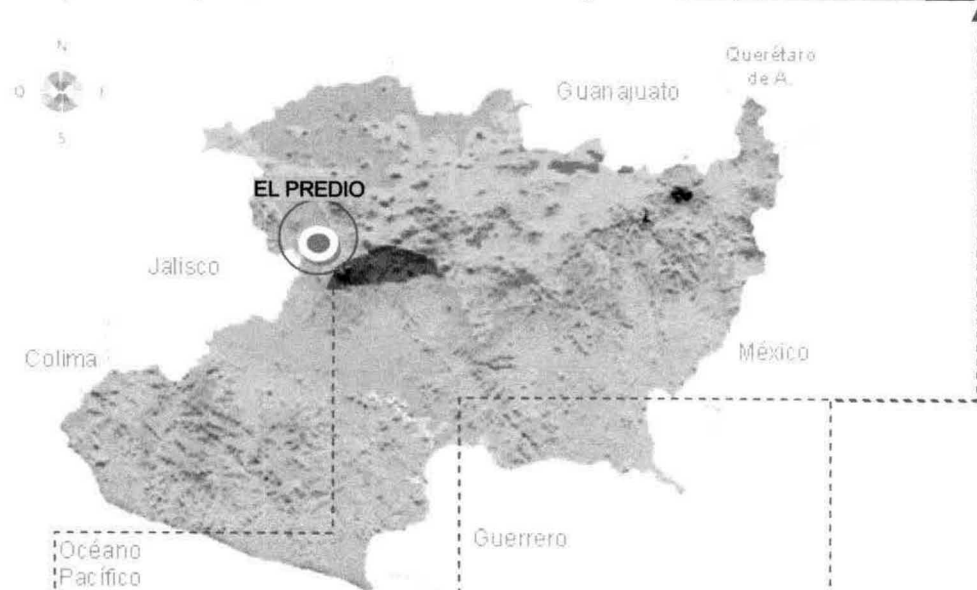 N
O
E
S
Querétaro
de A.
Guanajuato
EL PREDIO
Jalisco
Colima
México
Guerrero
Océano
Pacífico